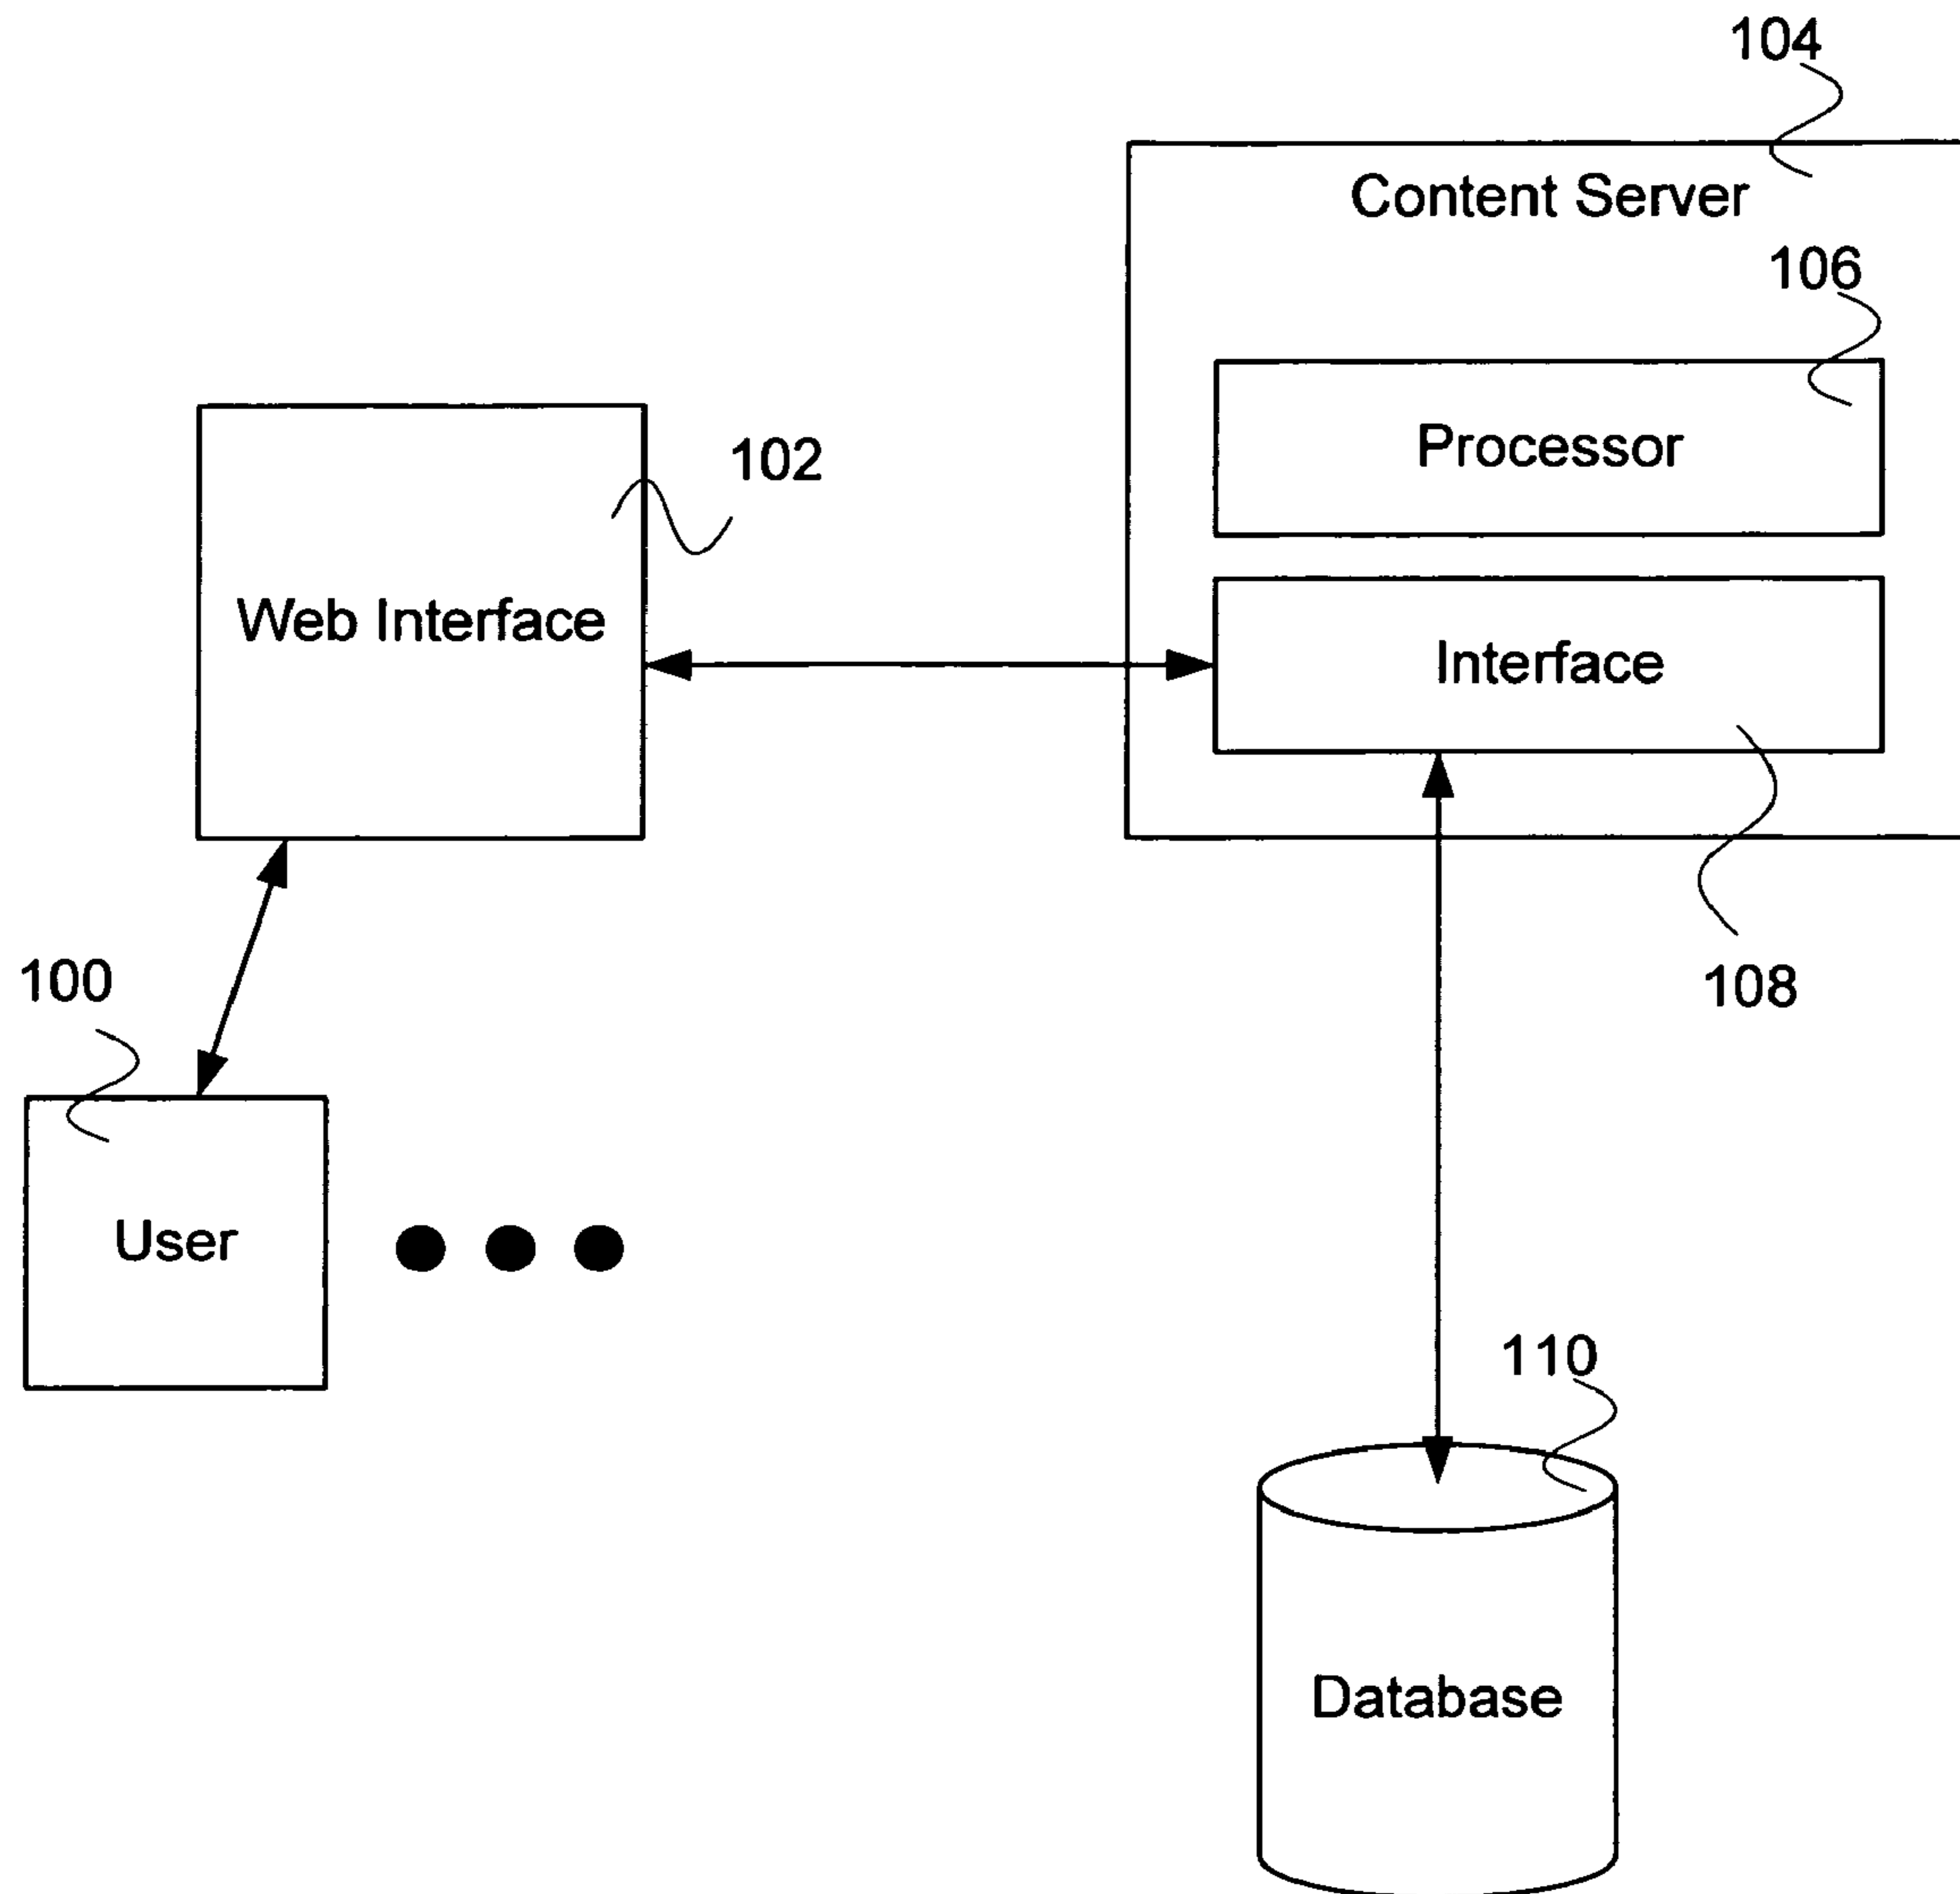 104
Content Server
106
Processor
102
Web Interface
Interface
100
108
User
110
Database